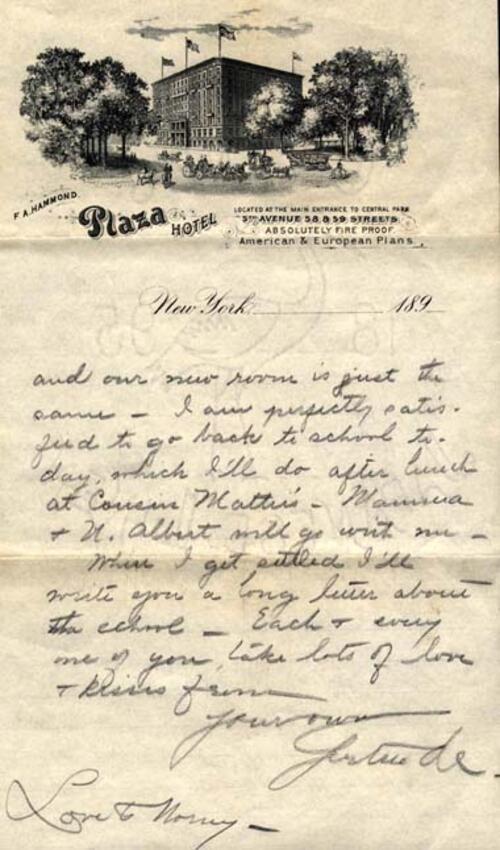 F. A. HAMMOND.
Plaza HOTEL
LOCATED AT THE MAIN ENTRANCE TO CENTRAL PARK
5TH AVENUE 58 & 59 STREETS
ABSOLUTELY FIRE PROOF.
American & European Plans.
New York, 189
and our new room is just the
same – I am perfectly satis-
fied to go back to school to-
day, which I'll do after lunch
at Cousin Mattie's – Mamma
+ U. Albert will go with me –
When I get settled I'll
write you a long letter about
the school – Each + every
one of you, take lots of love
+ kisses from
Your own
Gertrude.
Love to –